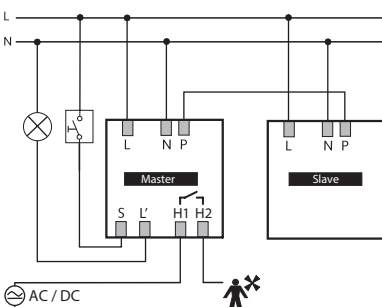 L
N
L N P L N P
Master Slave
S L' H1 H2
AC / DC